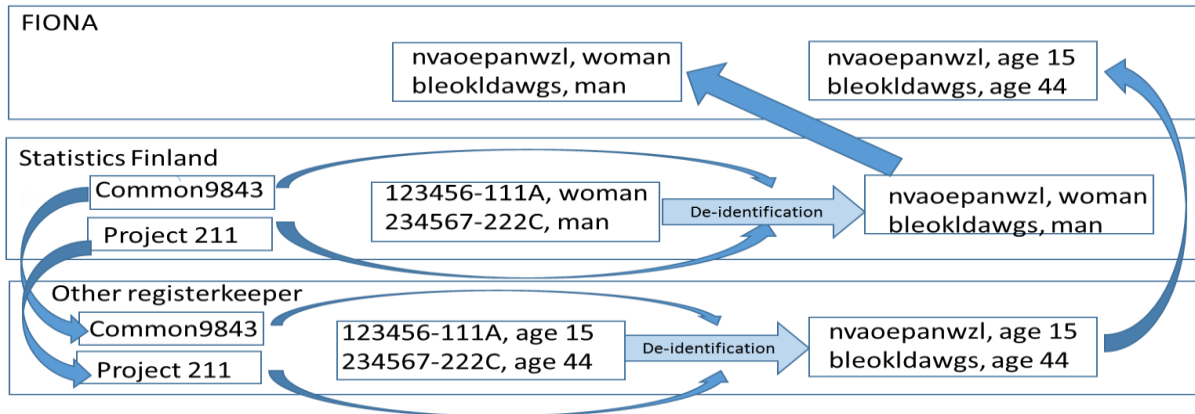 FIONA
nvaoepanwzl, woman
bleokldawgs, man
nvaoepanwzl, age 15
bleokldawgs, age 44
Statistics Finland
Common9843
Project 211
123456-111A, woman
234567-222C, man
De-identification
nvaoepanwzl, woman
bleokldawgs, man
Other registerkeeper
Common9843
Project 211
123456-111A, age 15
234567-222C, age 44
De-identification
nvaoepanwzl, age 15
bleokldawgs, age 44